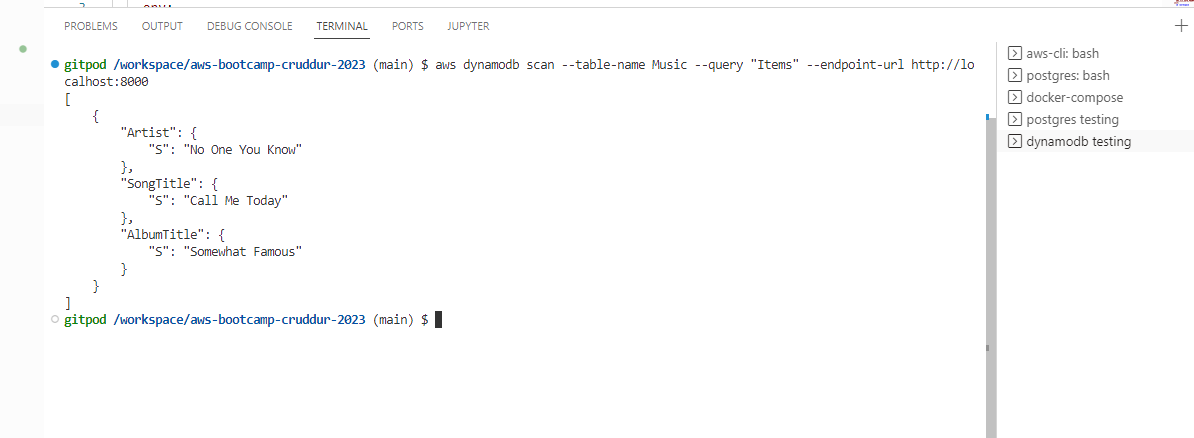 PROBLEMS OUTPUT DEBUG CONSOLE TERMINAL PORTS JUPYTER
gitpod /workspace/aws-bootcamp-cruddur-2023 (main) $ aws dynamodb scan --table-name Music --query "Items" --endpoint-url http://lo
calhost:8000
[
    {
        "Artist": {
            "S": "No One You Know"
        },
        "SongTitle": {
            "S": "Call Me Today"
        },
        "AlbumTitle": {
            "S": "Somewhat Famous"
        }
    }
]
gitpod /workspace/aws-bootcamp-cruddur-2023 (main) $
aws-cli: bash
postgres: bash
docker-compose
postgres testing
dynamodb testing